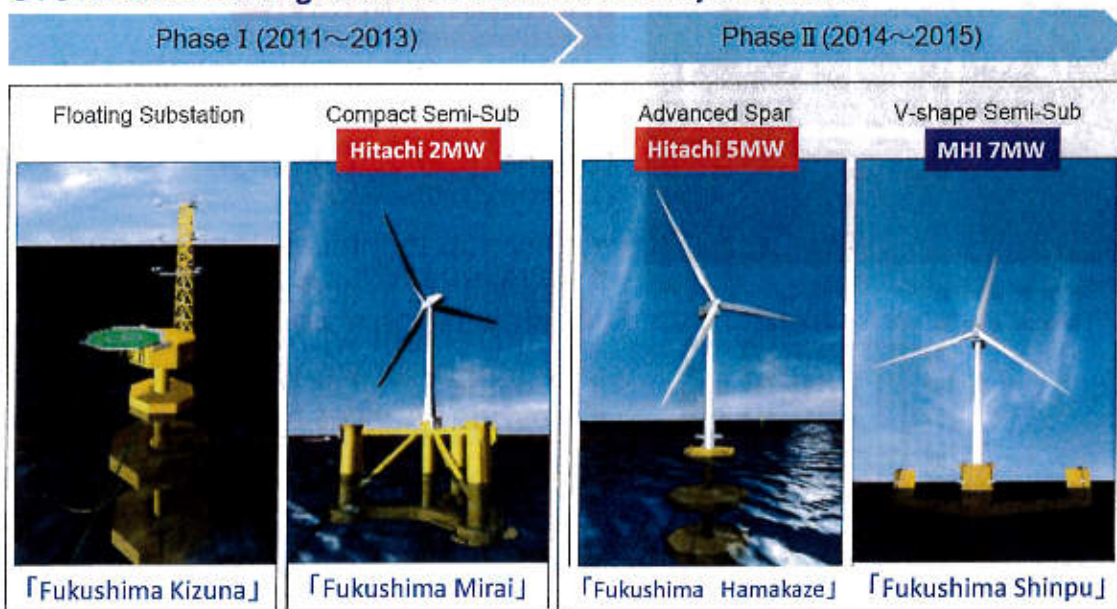 Phase Ⅰ (2011～2013)
Phase Ⅱ (2014～2015)
Floating Substation
Compact Semi-Sub
Hitachi 2MW
Advanced Spar
Hitachi 5MW
V-shape Semi-Sub
MHI 7MW
「Fukushima Kizuna」
「Fukushima Mirai」
「Fukushima Hamakaze」
「Fukushima Shinpu」